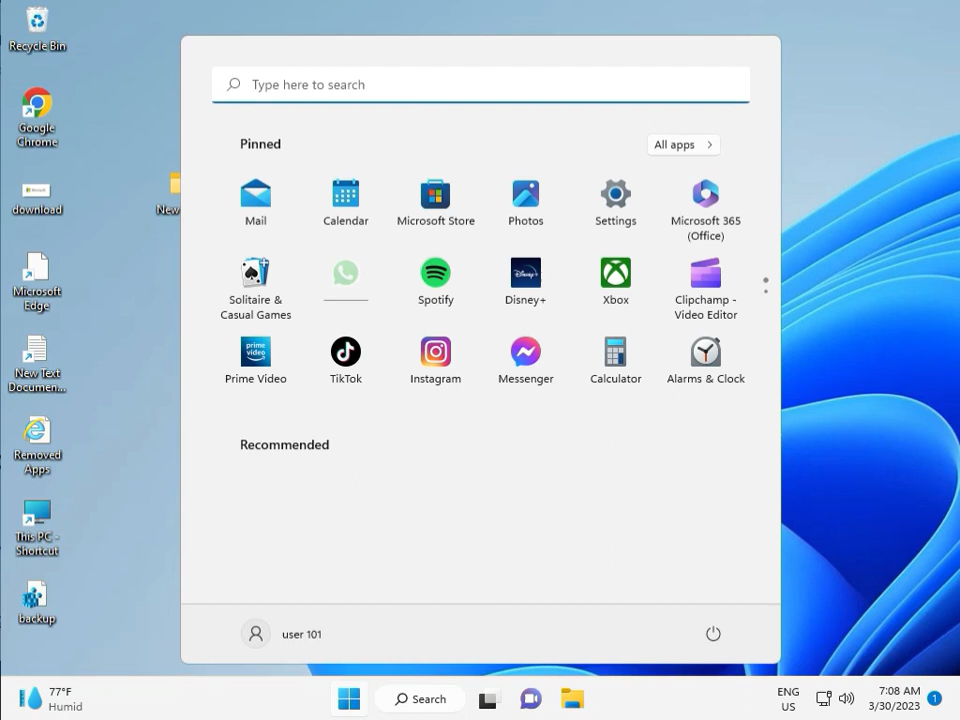 Recycle Bin
Google
Chrome
download
New
Microsoft
Edge
New Text
Documen...
Removed
Apps
This PC -
Shortcut
backup
Type here to search
Pinned
All apps
Mail
Calendar
Microsoft Store
Photos
Settings
Microsoft 365
(Office)
Solitaire &
Casual Games
Spotify
Disney+
Disney+
Xbox
Clipchamp -
Video Editor
prime
video
Prime Video
TikTok
Instagram
Messenger
Calculator
Alarms & Clock
Recommended
user 101
77°F
Humid
Search
ENG
US
7:08 AM
3/30/2023
1